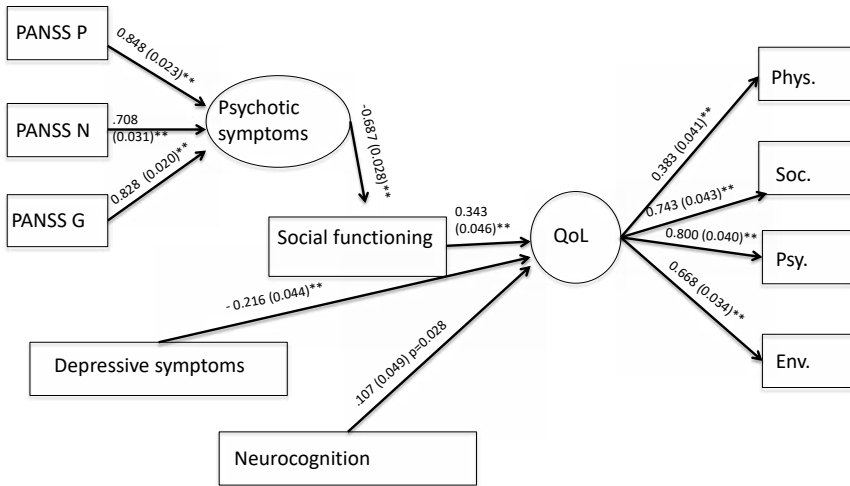 PANSS P
0.848 (0.023)**
PANSS N
.708
(0.031)**
PANSS G
0.828 (0.020)**
Psychotic
symptoms
-0.687 (0.028)**
Social functioning
0.343
(0.046)**
QoL
- 0.216 (0.044)**
Depressive symptoms
.107 (0.049) p=0.028
Neurocognition
0.383 (0.041)**
Phys.
0.743 (0.043)**
Soc.
0.800 (0.040)**
Psy.
0.668 (0.034)**
Env.